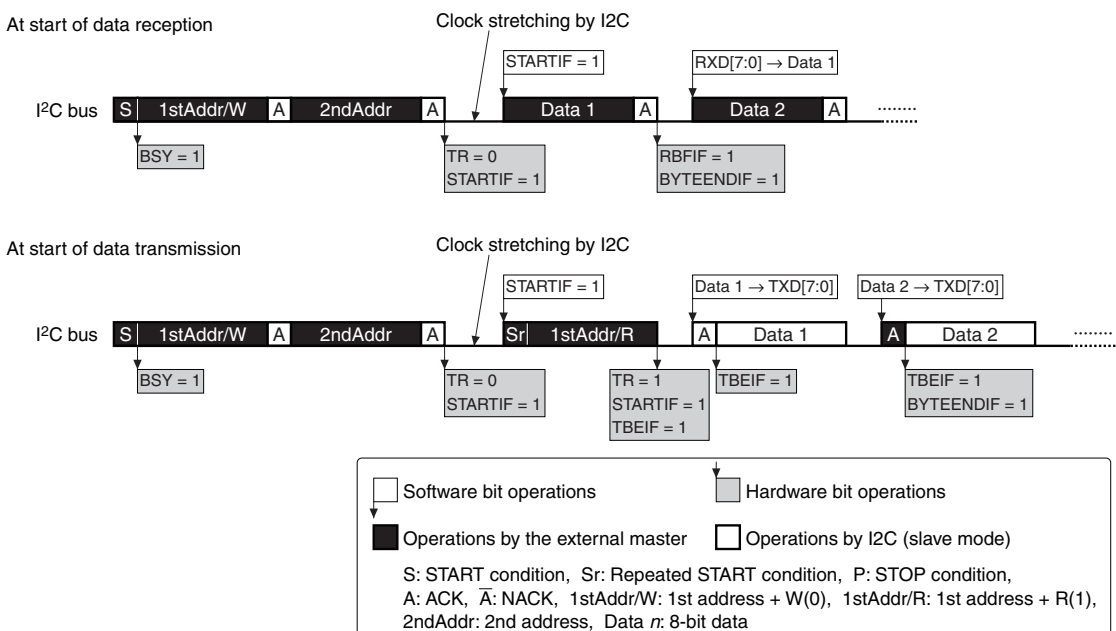 At start of data reception
Clock stretching by I2C
STARTIF = 1
RXD[7:0] → Data 1
I²C bus S 1stAddr/W A 2ndAddr A Data 1 A Data 2 A
BSY = 1
TR = 0
STARTIF = 1
RBFIF = 1
BYTEENDIF = 1
At start of data transmission
Clock stretching by I2C
STARTIF = 1
Data 1 → TXD[7:0]
Data 2 → TXD[7:0]
I²C bus S 1stAddr/W A 2ndAddr A Sr 1stAddr/R A Data 1 A Data 2
BSY = 1
TR = 0
STARTIF = 1
TR = 1
STARTIF = 1
TBEIF = 1
TBEIF = 1
TBEIF = 1
BYTEENDIF = 1
Software bit operations
Hardware bit operations
Operations by the external master
Operations by I2C (slave mode)
S: START condition, Sr: Repeated START condition, P: STOP condition,
A: ACK, A̅: NACK, 1stAddr/W: 1st address + W(0), 1stAddr/R: 1st address + R(1),
2ndAddr: 2nd address, Data n: 8-bit data